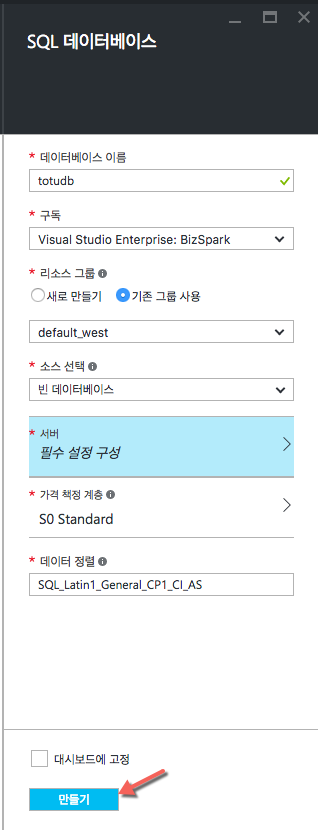 SQL 데이터베이스
* 데이터베이스 이름
totudb
* 구독
Visual Studio Enterprise: BizSpark
* 리소스 그룹
새로 만들기 기존 그룹 사용
default_west
* 소스 선택
빈 데이터베이스
* 서버
필수 설정 구성
* 가격 책정 계층
S0 Standard
* 데이터 정렬
SQL_Latin1_General_CP1_CI_AS
대시보드에 고정
만들기